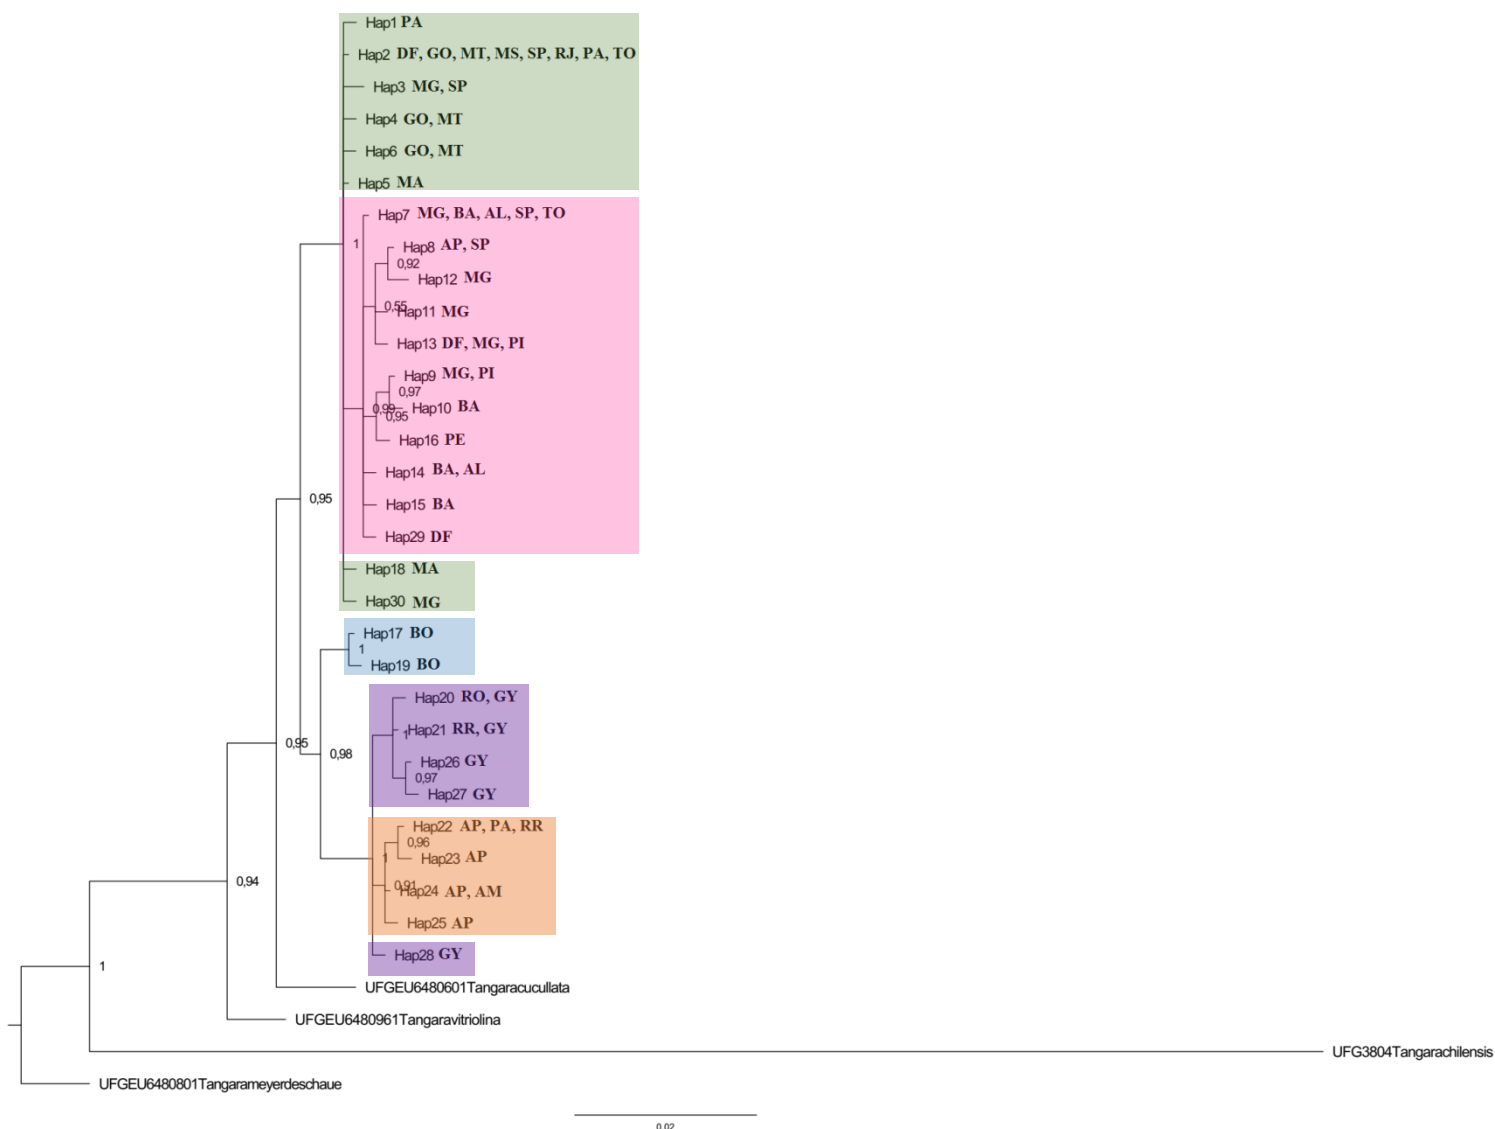 Hap1 PA
Hap2 DF, GO, MT, MS, SP, RJ, PA, TO
Hap3 MG, SP
Hap4 GO, MT
Hap6 GO, MT
Hap5 MA
Hap7 MG, BA, AL, SP, TO
1
Hap8 AP, SP
0,92
Hap12 MG
0,55
Hap11 MG
Hap13 DF, MG, PI
Hap9 MG, PI
0,97
Hap10 BA
0,99
0,95
Hap16 PE
Hap14 BA, AL
0,95
Hap15 BA
Hap29 DF
Hap18 MA
Hap30 MG
Hap17 BO
1
Hap19 BO
Hap20 RO, GY
1
Hap21 RR, GY
0,95
0,98
Hap26 GY
0,97
Hap27 GY
Hap22 AP, PA, RR
0,96
1
Hap23 AP
0,94
0,91
Hap24 AP, AM
Hap25 AP
Hap28 GY
1
UFGEU6480601Tangaracucullata
UFGEU6480961Tangaravitriolina
UFG3804Tangarachilensis
UFGEU6480801Tangarameyerdeschaue
0.02